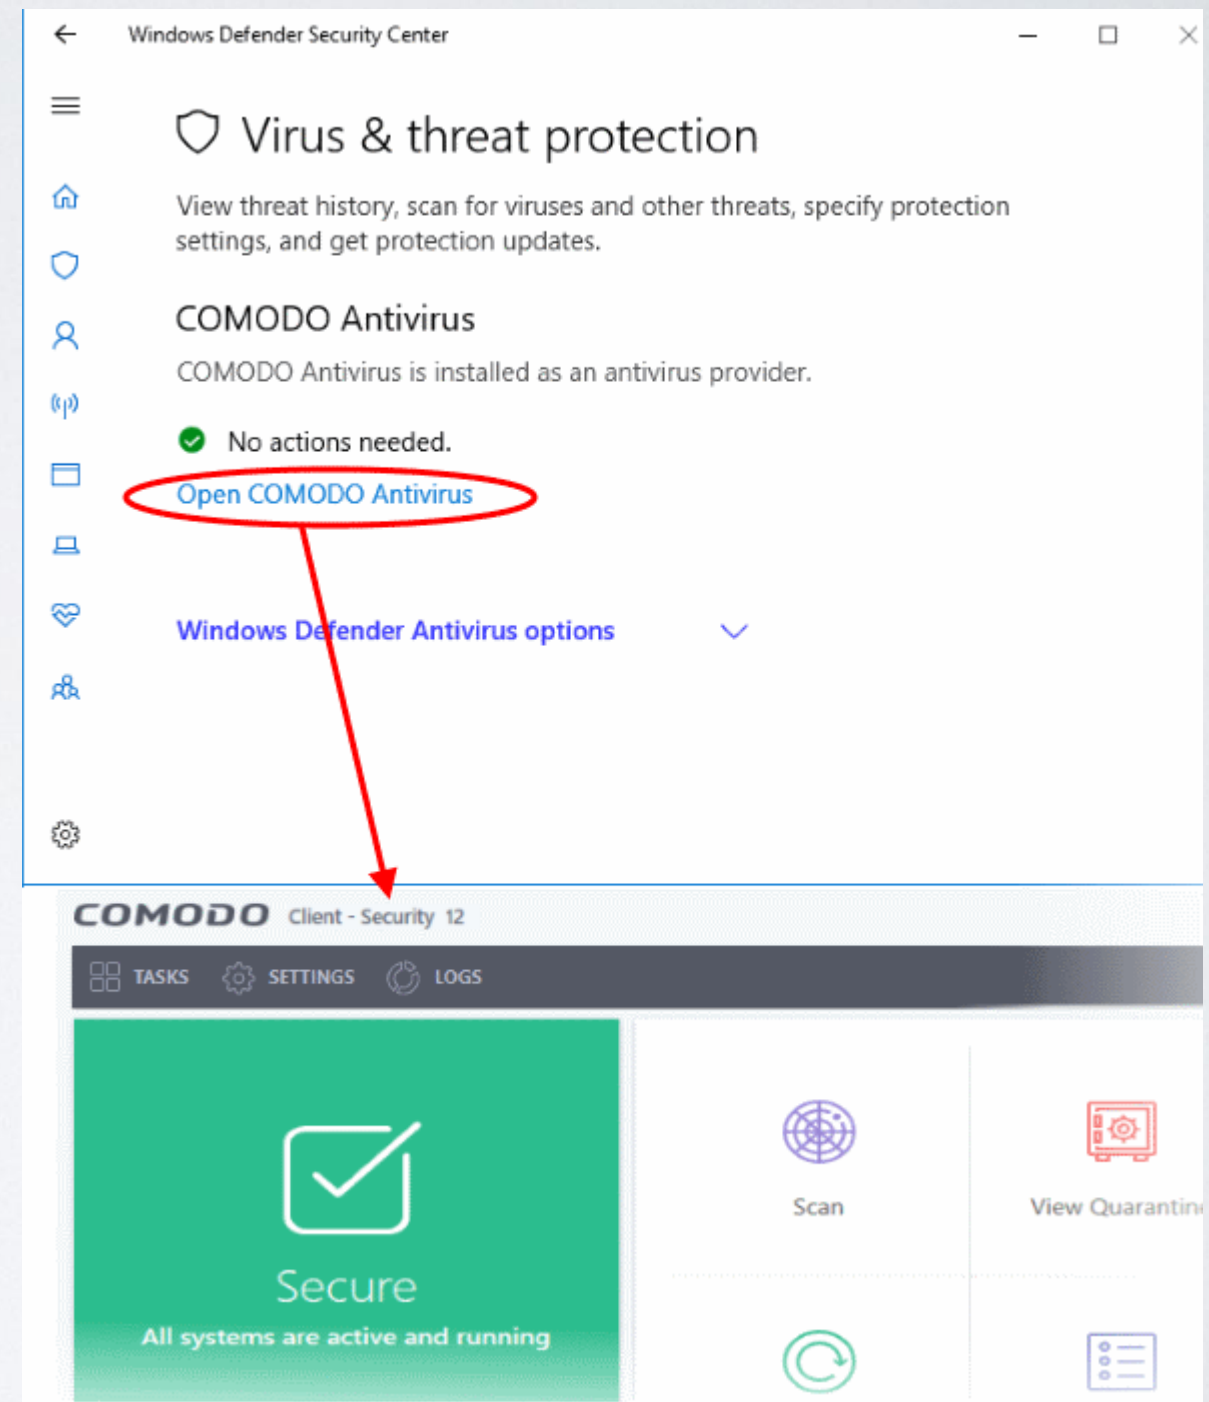 Windows Defender Security Center
Virus & threat protection
View threat history, scan for viruses and other threats, specify protection
settings, and get protection updates.
COMODO Antivirus
COMODO Antivirus is installed as an antivirus provider.
No actions needed.
Open COMODO Antivirus
Windows Defender Antivirus options
COMODO Client - Security 12
TASKS SETTINGS LOGS
Scan View Quarantine
Secure
All systems are active and running